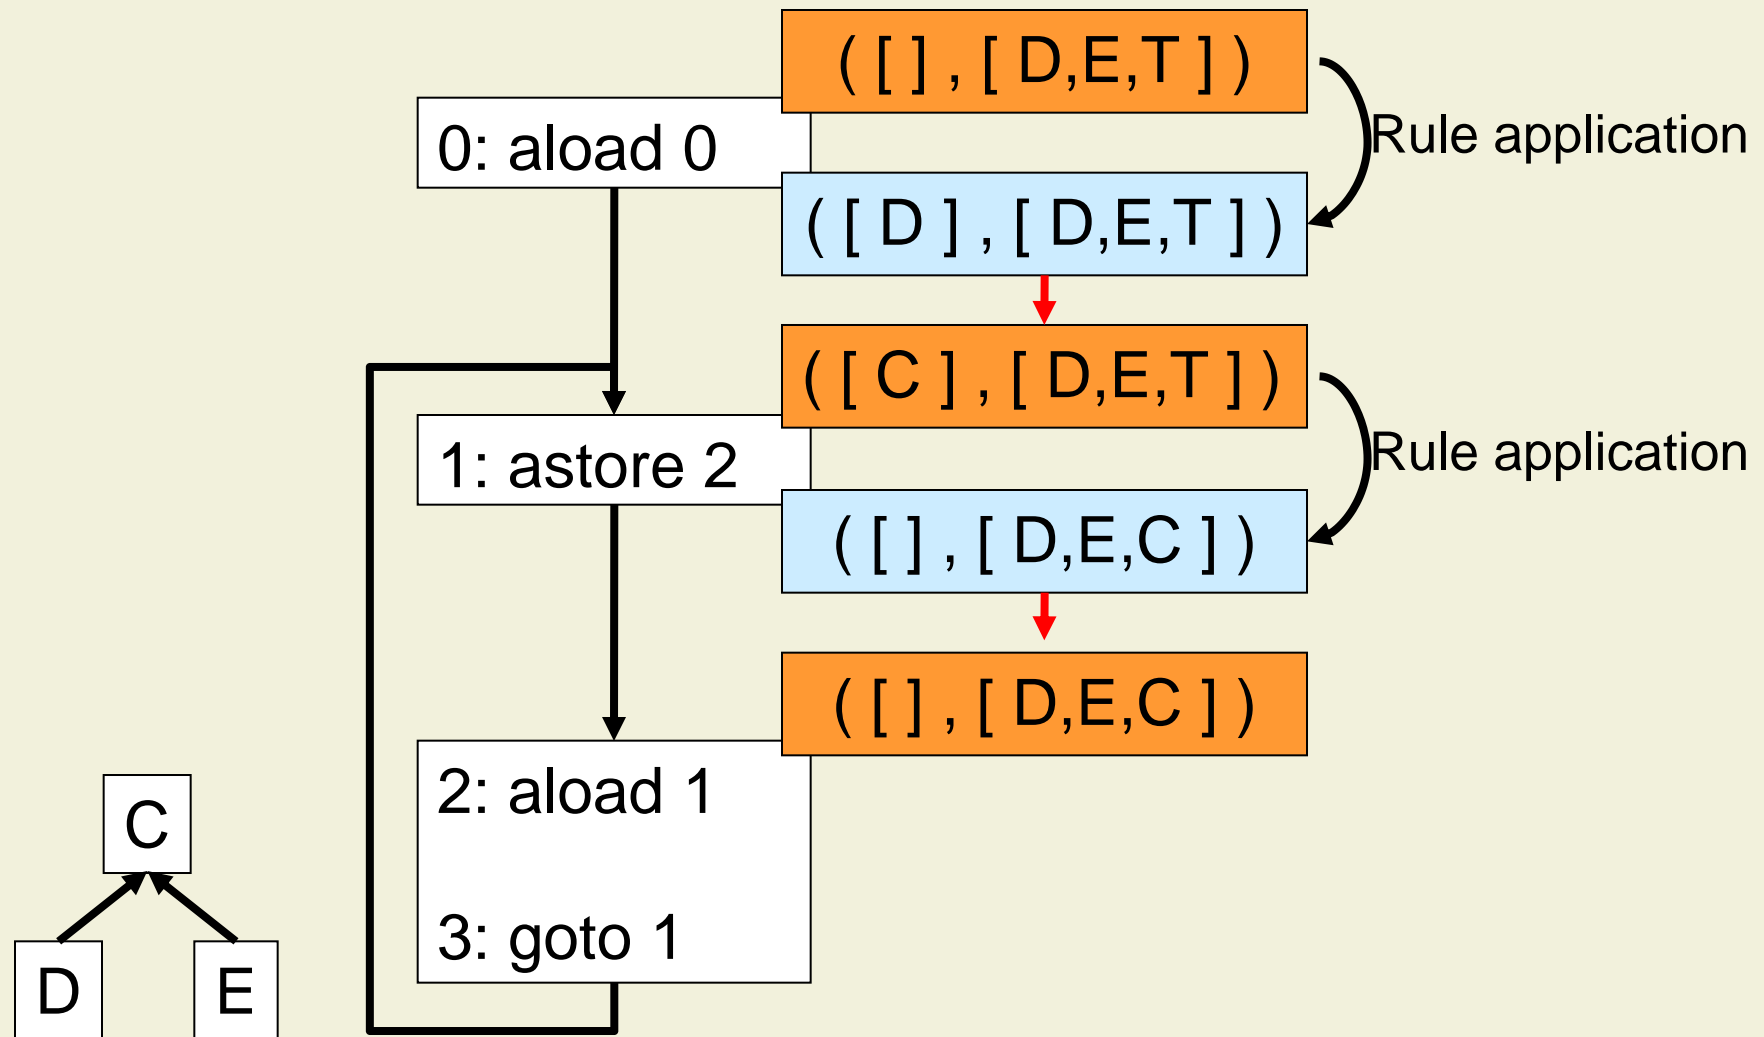 ( [ ] , [ D,E,T ] )
0: aload 0
Rule application
( [ D ] , [ D,E,T ] )
( [ C ] , [ D,E,T ] )
1: astore 2
Rule application
( [ ] , [ D,E,C ] )
( [ ] , [ D,E,C ] )
2: aload 1
3: goto 1
C
D
E